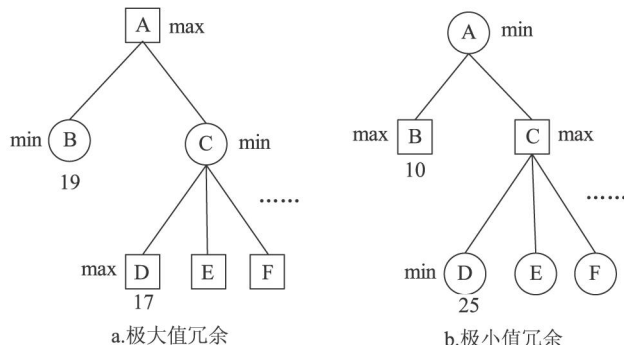 A max
A min
min B
C min
max B
C max
19
10
……
……
max D
E
F
min D
E
F
17
25
a.极大值冗余
b.极小值冗余